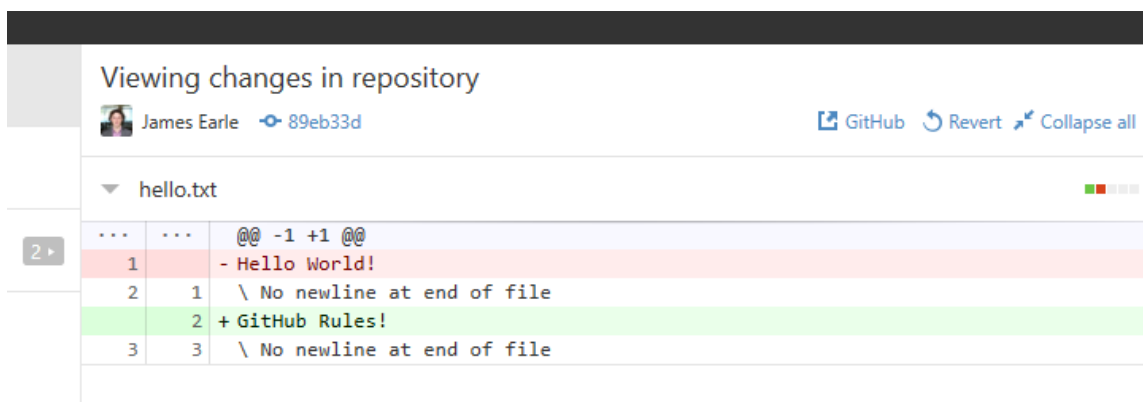 Viewing changes in repository
James Earle 89eb33d GitHub Revert Collapse all
hello.txt
... ... @@ -1 +1 @@
2
1 - Hello World!
2 1 \ No newline at end of file
2 + GitHub Rules!
3 3 \ No newline at end of file